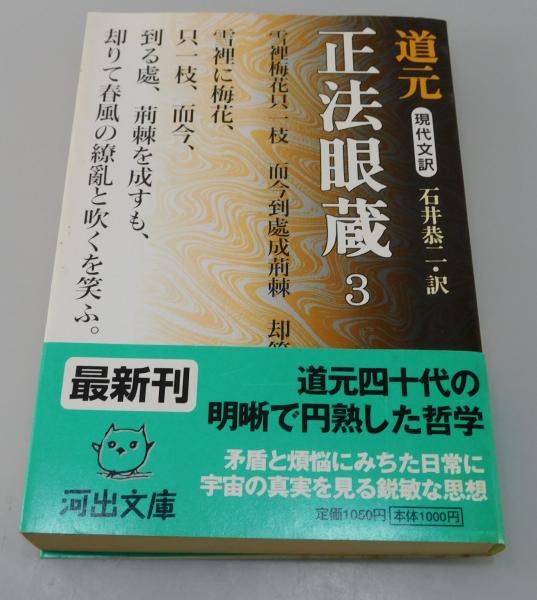 道元
現代文訳
正法眼蔵 3
石井恭二・訳
雪裡梅花只一枝 而今到處成荊棘 却
雪裡に梅花、
只一枝、而今、
到る處、荊棘を成すも、
却りて春風の繚亂と吹くを笑ふ。
最新刊
道元四十代の
明晰で円熟した哲学
矛盾と煩悩にみちた日常に
宇宙の真実を見る鋭敏な思想
河出文庫
定価1050円 本体1000円